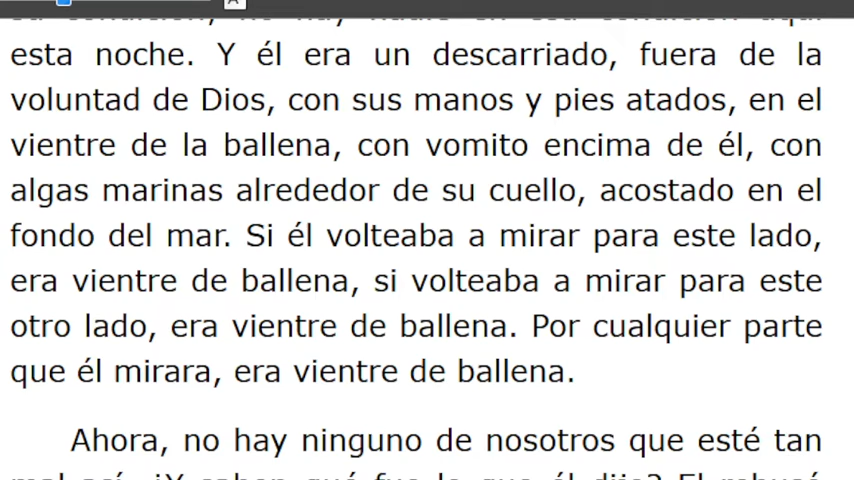 esta noche. Y él era un descarriado, fuera de la
voluntad de Dios, con sus manos y pies atados, en el
vientre de la ballena, con vomito encima de él, con
algas marinas alrededor de su cuello, acostado en el
fondo del mar. Si él volteaba a mirar para este lado,
era vientre de ballena, si volteaba a mirar para este
otro lado, era vientre de ballena. Por cualquier parte
que él mirara, era vientre de ballena.
Ahora, no hay ninguno de nosotros que esté tan